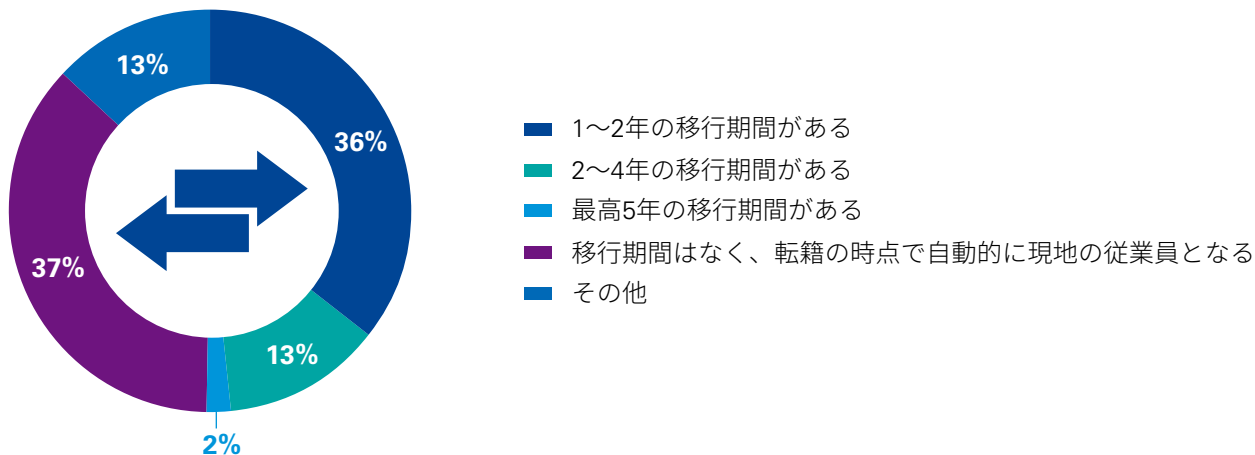 13%
36%
37%
13%
2%
1〜2年の移行期間がある
2〜4年の移行期間がある
最高5年の移行期間がある
移行期間はなく、転籍の時点で自動的に現地の従業員となる
その他